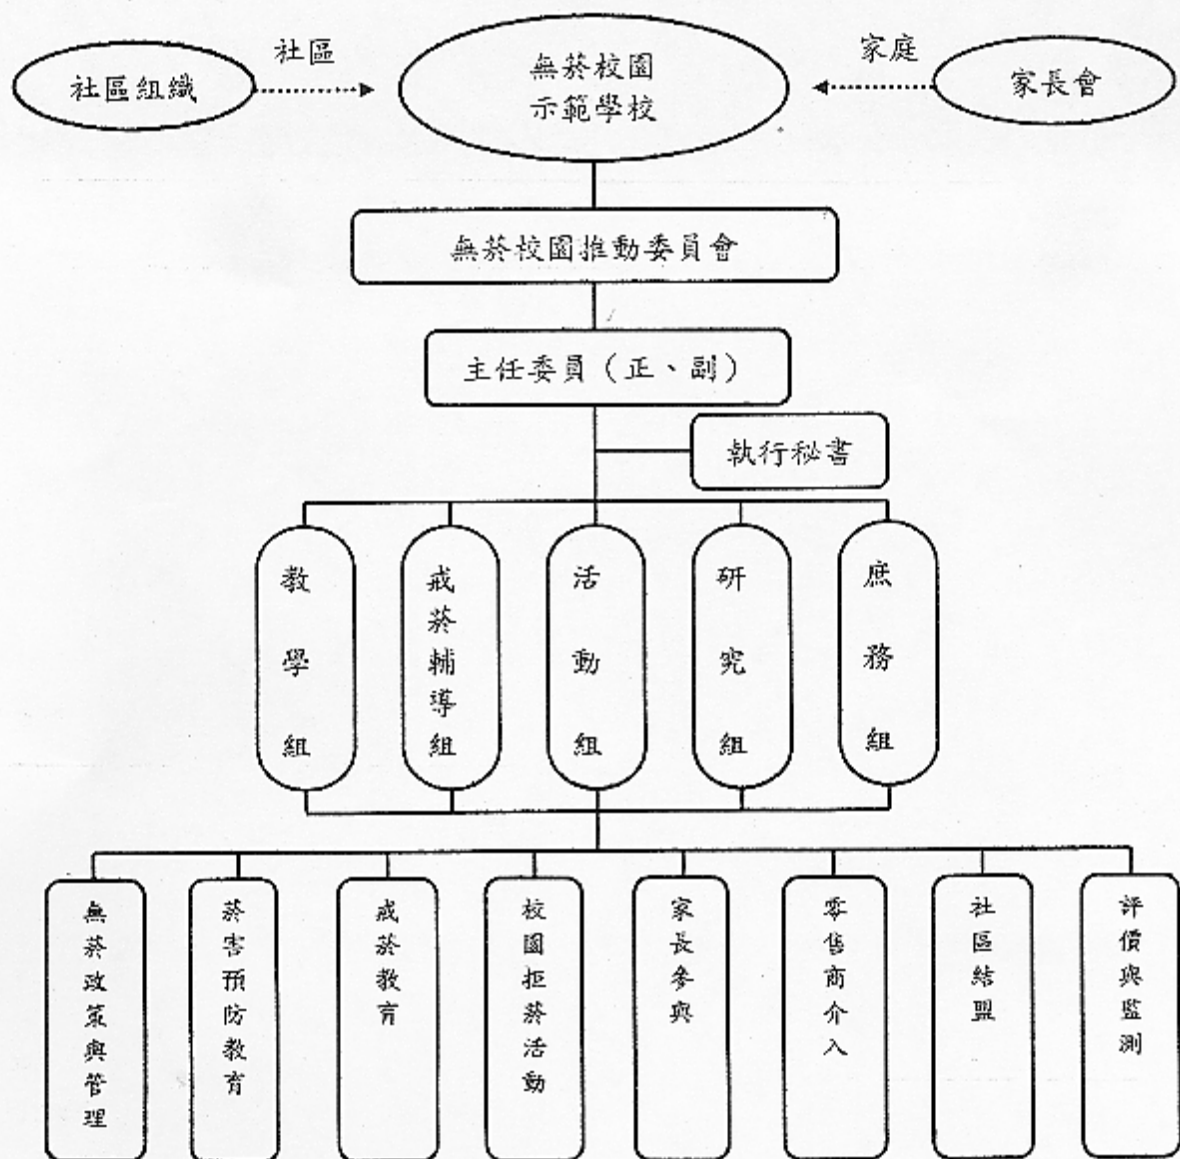 社區
家庭
社區組織
無菸校園
示範學校
家長會
無菸校園推動委員會
主任委員（正、副）
執行秘書
教學組
戒菸輔導組
活動組
研究組
庶務組
無菸政策與管理
菸害預防教育
戒菸教育
校園拒菸活動
家長參與
零售商介入
社區結盟
評價與監測